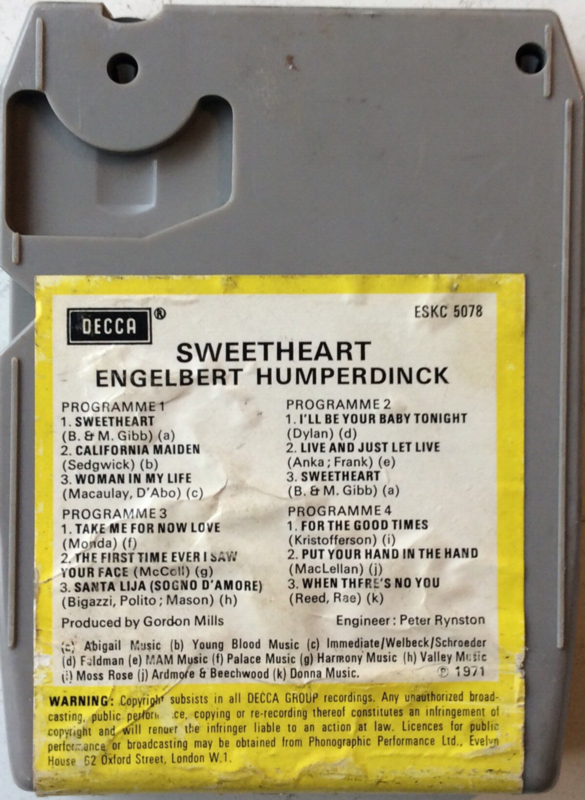 DECCA®
ESKC 5078
SWEETHEART
ENGELBERT HUMPERDINCK
PROGRAMME 1
1. SWEETHEART
(B. & M. Gibb) (a)
2. CALIFORNIA MAIDEN
(Sedgwick) (b)
3. WOMAN IN MY LIFE
(Macaulay, D'Abo) (c)
PROGRAMME 2
1. I'LL BE YOUR BABY TONIGHT
(Dylan) (d)
2. LIVE AND JUST LET LIVE
(Anka; Frank) (e)
3. SWEETHEART
(B. & M. Gibb) (a)
PROGRAMME 3
1. TAKE ME FOR NOW LOVE
(Monda) (f)
2. THE FIRST TIME EVER I SAW
YOUR FACE (McColl) (g)
3. SANTA LIJA (SOGNO D'AMORE)
(Bigazzi, Polito; Mason) (h)
PROGRAMME 4
1. FOR THE GOOD TIMES
(Kristofferson) (i)
2. PUT YOUR HAND IN THE HAND
(MacLellan) (j)
3. WHEN THERE'S NO YOU
(Reed, Rae) (k)
Produced by Gordon Mills
Engineer: Peter Rynston
(a) Abigail Music (b) Young Blood Music (c) Immediate/Welbeck/Schroeder
(d) Feldman (e) MAM Music (f) Palace Music (g) Harmony Music (h) Valley Music
(i) Moss Rose (j) Ardmore & Beechwood (k) Donna Music. ℗ 1971
WARNING: Copyright subsists in all DECCA GROUP recordings. Any unauthorized broad-
casting, public performance, copying or re-recording thereof constitutes an infringement of
copyright and will render the infringer liable to an action at law. Licences for public
performance or broadcasting may be obtained from Phonographic Performance Ltd., Evelyn
House 62 Oxford Street, London W.1.